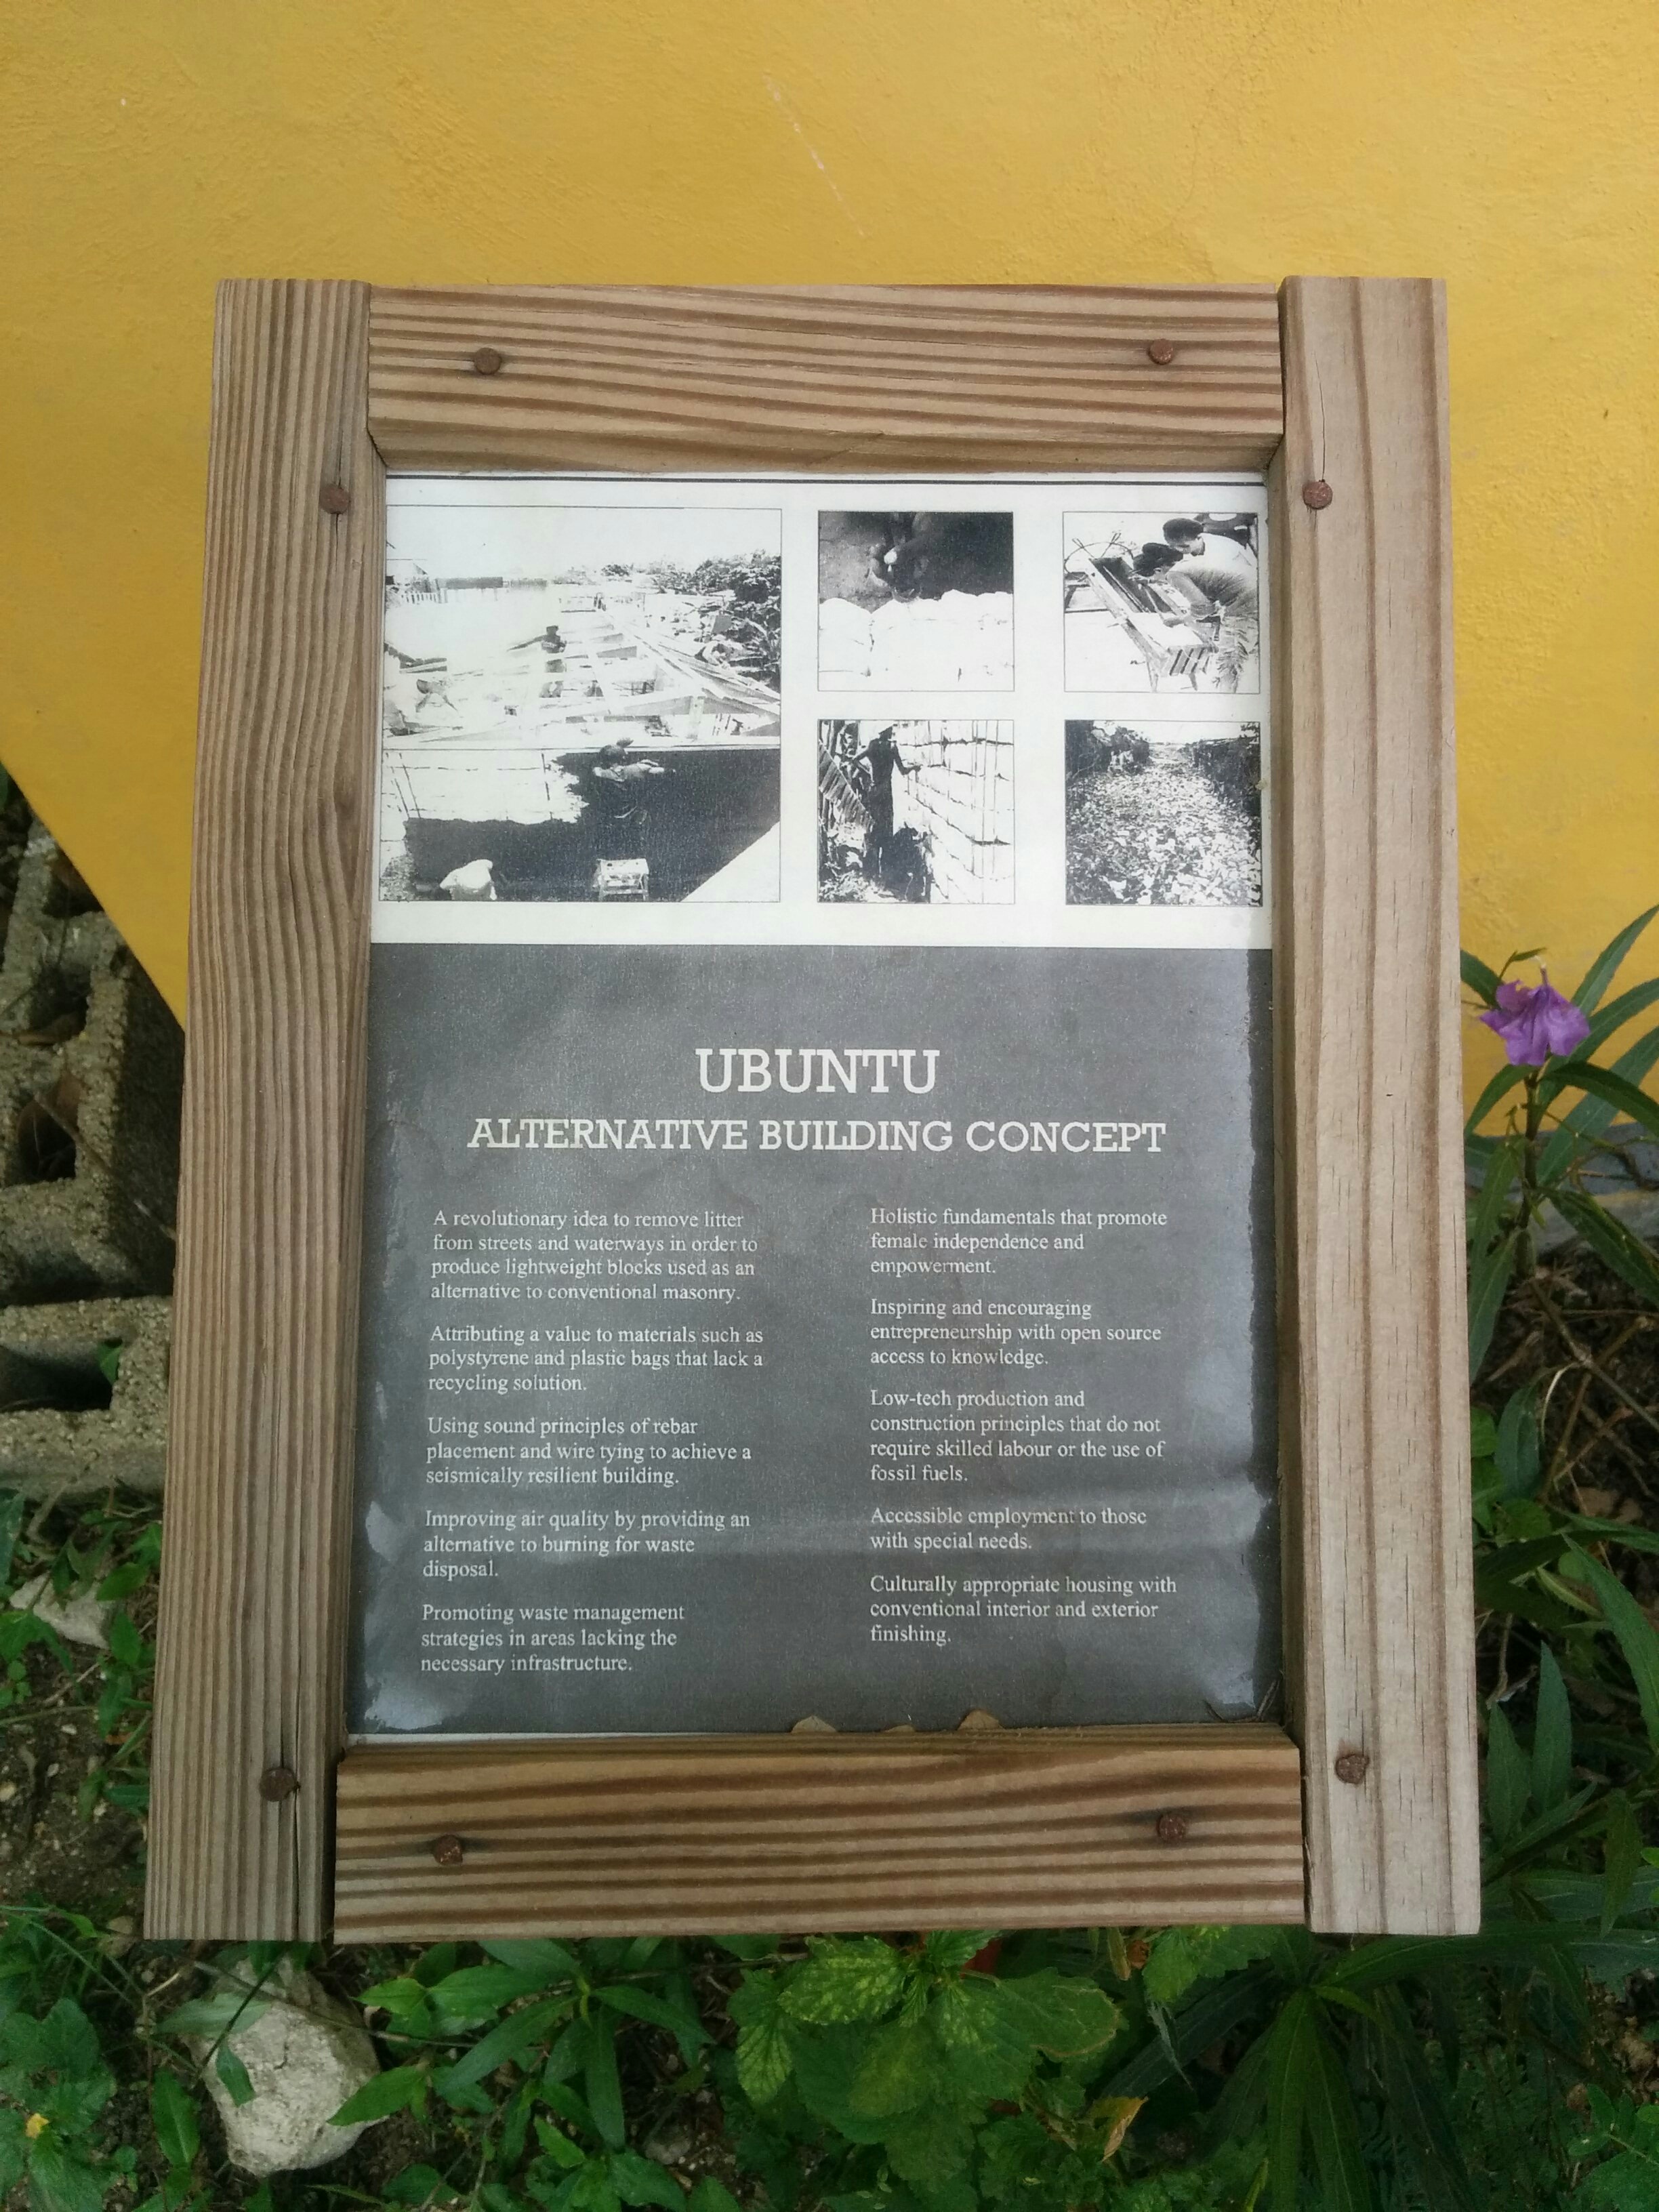 UBUNTU
ALTERNATIVE BUILDING CONCEPT
A revolutionary idea to remove litter
from streets and waterways in order to
produce lightweight blocks used as an
alternative to conventional masonry.
Attributing a value to materials such as
polystyrene and plastic bags that lack a
recycling solution.
Using sound principles of rebar
placement and wire tying to achieve a
seismically resilient building.
Improving air quality by providing an
alternative to burning for waste
disposal.
Promoting waste management
strategies in areas lacking the
necessary infrastructure.
Holistic fundamentals that promote
female independence and
empowerment.
Inspiring and encouraging
entrepreneurship with open source
access to knowledge.
Low-tech production and
construction principles that do not
require skilled labour or the use of
fossil fuels.
Accessible employment to those
with special needs.
Culturally appropriate housing with
conventional interior and exterior
finishing.